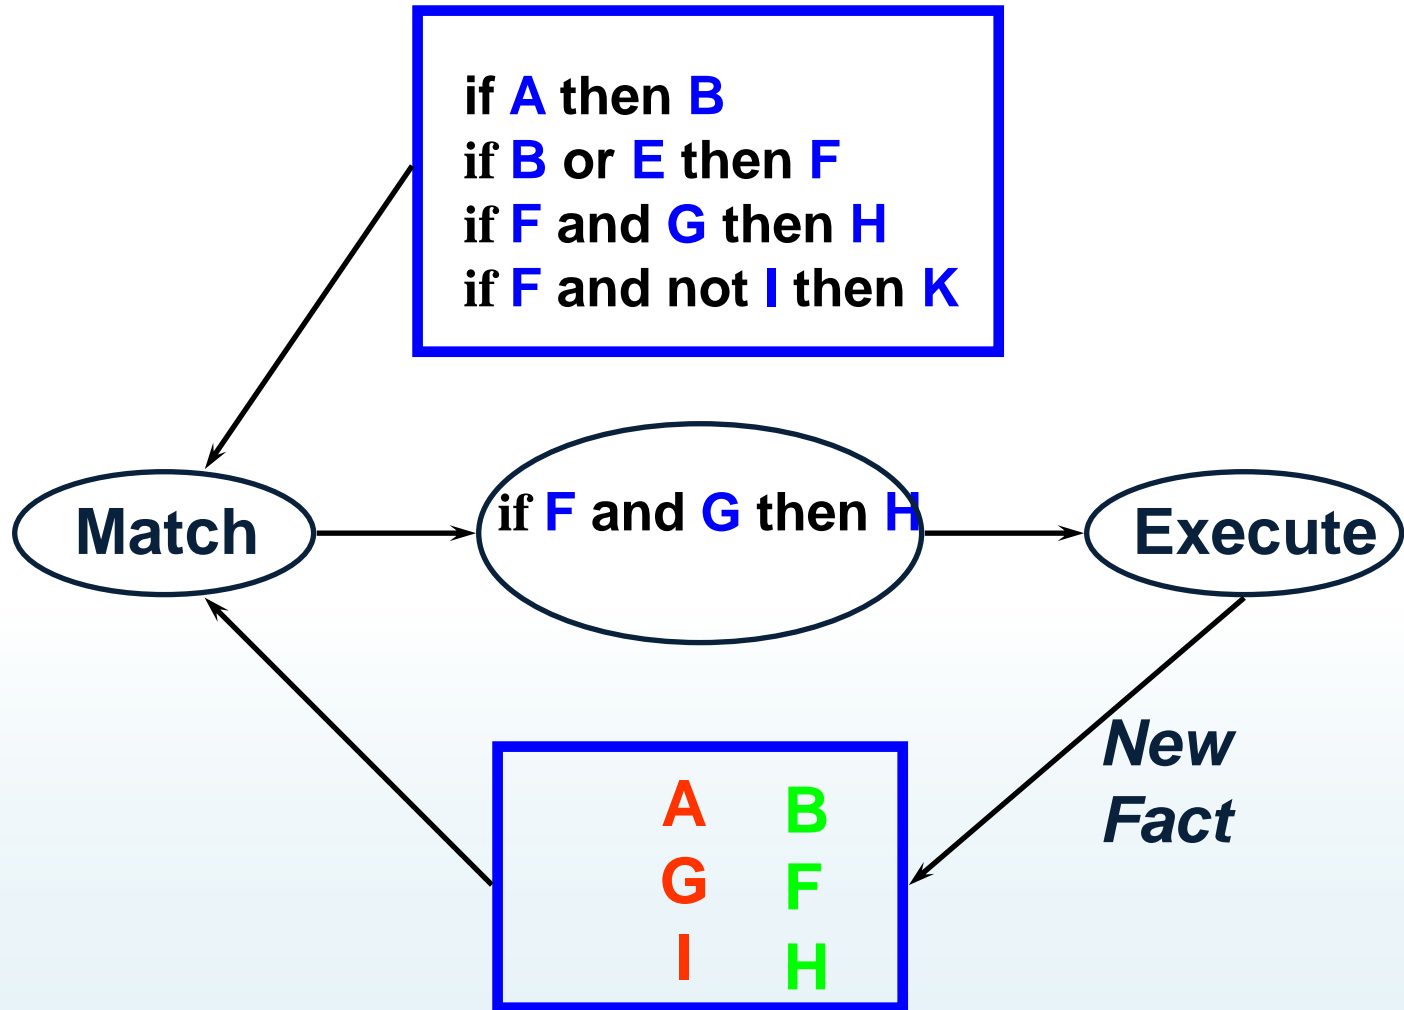 if A then B
if B or E then F
if F and G then H
if F and not I then K
Match
if F and G then H
Execute
New
Fact
A B
G F
I H